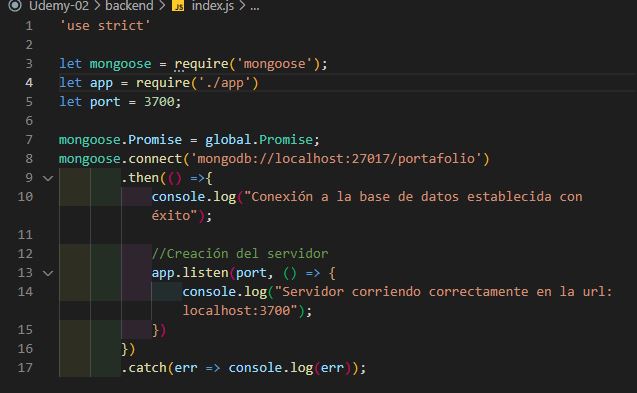 Udemy-02 > backend > JS index.js > ...
1 'use strict'
2
3 let mongoose = require('mongoose');
4 let app = require('./app')
5 let port = 3700;
6
7 mongoose.Promise = global.Promise;
8 mongoose.connect('mongodb://localhost:27017/portafolio')
9 .then(() =>{
10 console.log("Conexión a la base de datos establecida con
éxito");
11
12 //Creación del servidor
13 app.listen(port, () => {
14 console.log("Servidor corriendo correctamente en la url:
localhost:3700");
15 })
16 })
17 .catch(err => console.log(err));